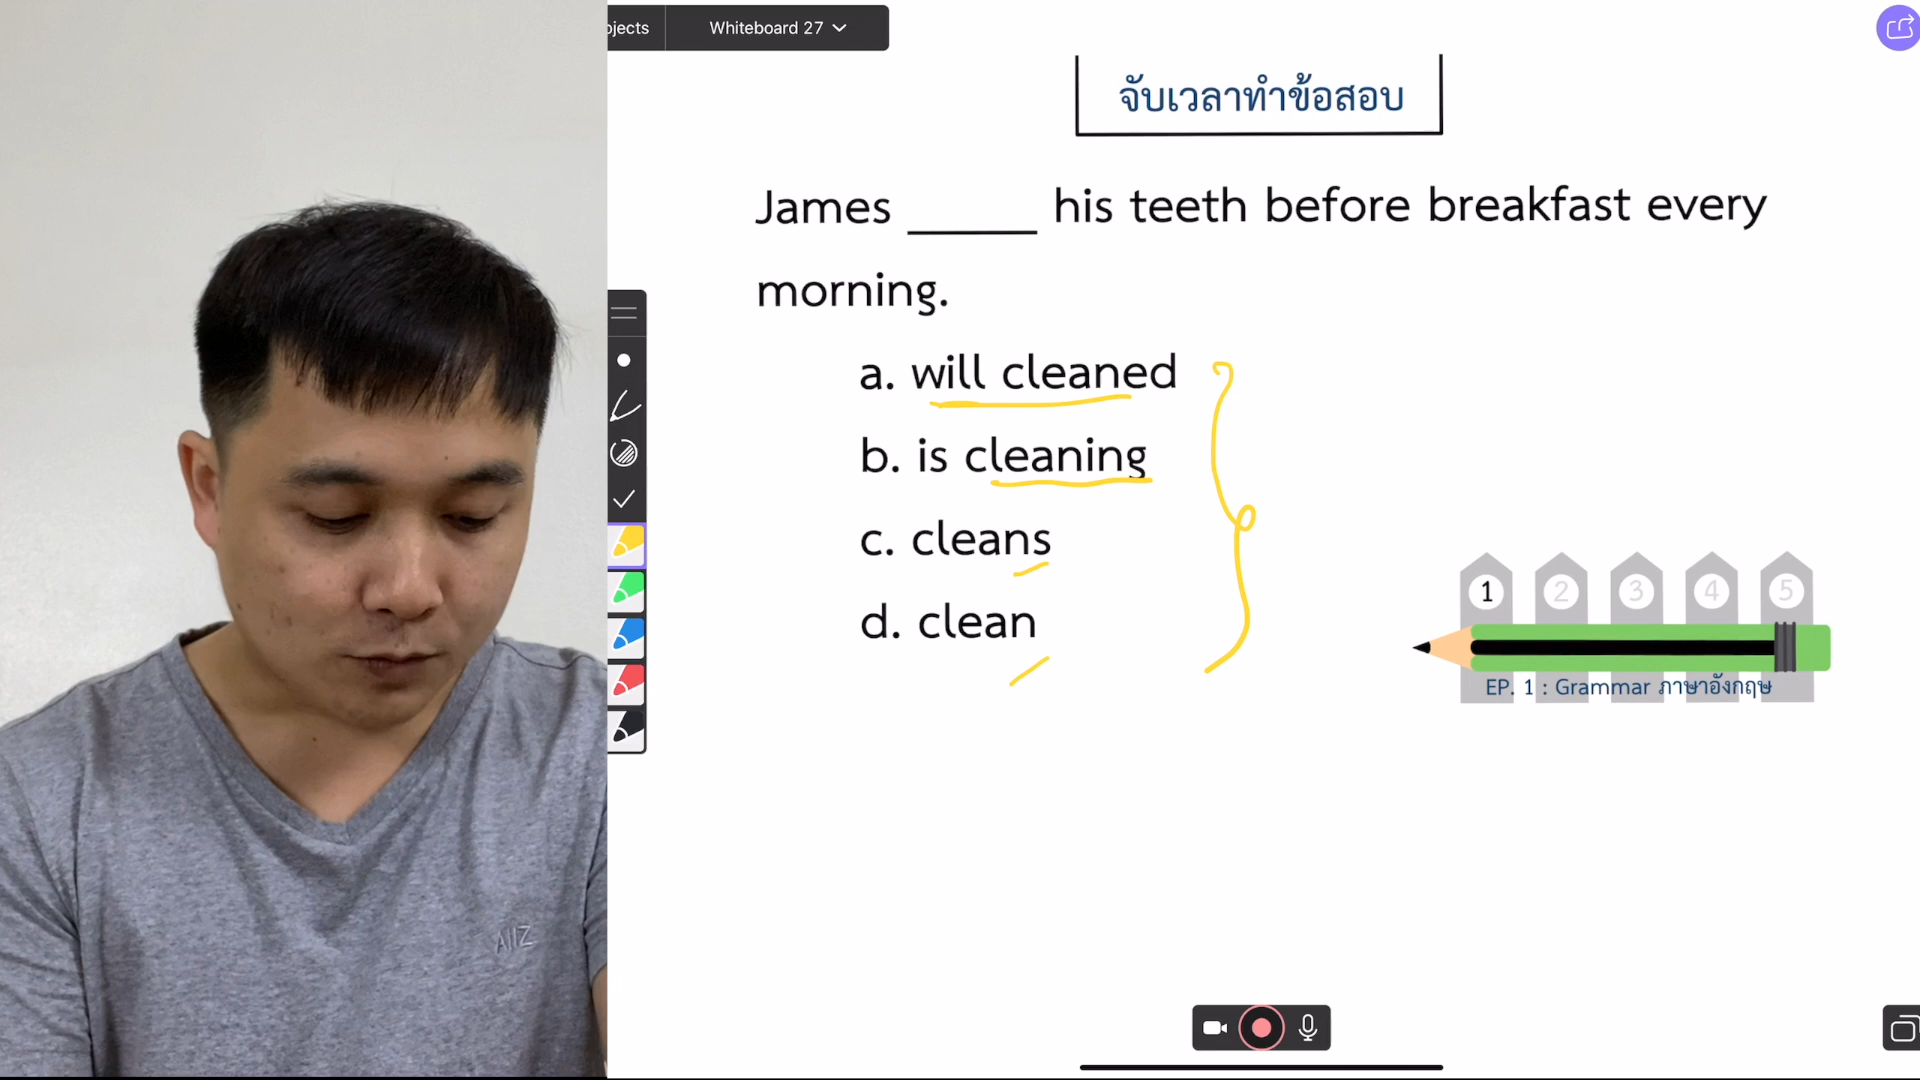 ojects
Whiteboard 27
จับเวลาทำข้อสอบ
James _____ his teeth before breakfast every
morning.
a. will cleaned
b. is cleaning
c. cleans
d. clean
1 2 3 4 5
EP. 1 : Grammar ภาษาอังกฤษ
AIIZ